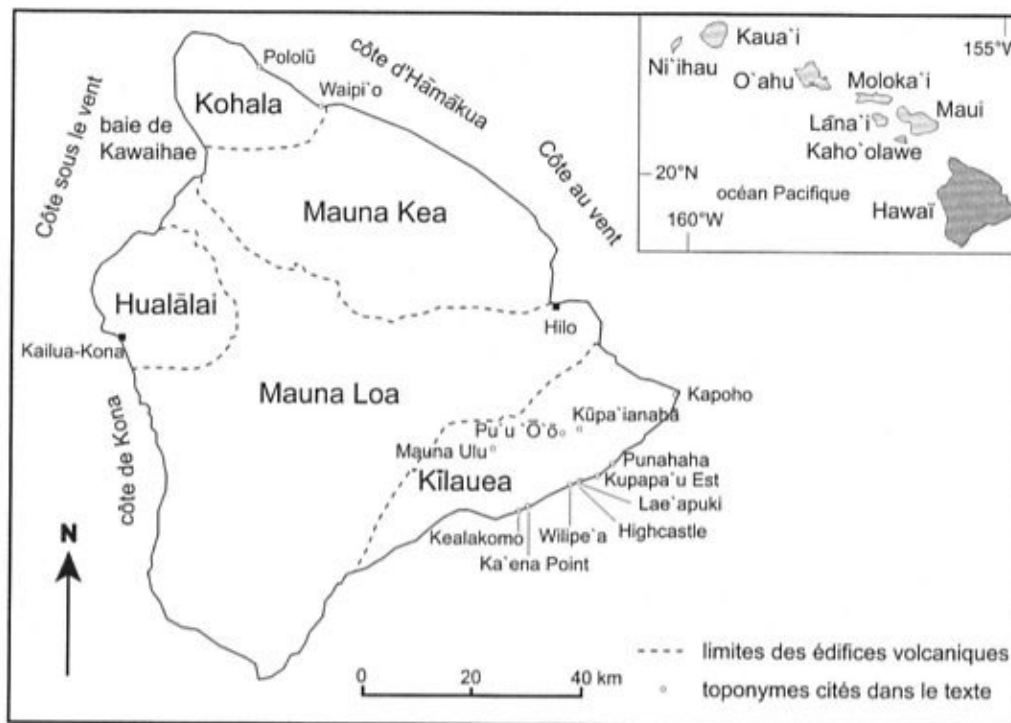 Pololū
Waipi`o
Kohala
côte d'Hāmākua
baie de
Kawaihae
Côte sous le vent
Côte au vent
Mauna Kea
Hualālai
Kailua-Kona
Hilo
Mauna Loa
côte de Kona
Kapoho
Kūpa`ianaha
Pu`u `Ō`ō
Mauna Ulu
Kīlauea
Punahaha
Kupapa`u Est
Lae`apuki
Highcastle
Wilipe`a
Kealakomo
Ka`ena Point
N
0 20 40 km
limites des édifices volcaniques
toponymes cités dans le texte
Kaua`i
155°W
Ni`ihau
O`ahu
Moloka`i
Maui
Lāna`i
Kaho`olawe
20°N
océan Pacifique
160°W
Hawaï